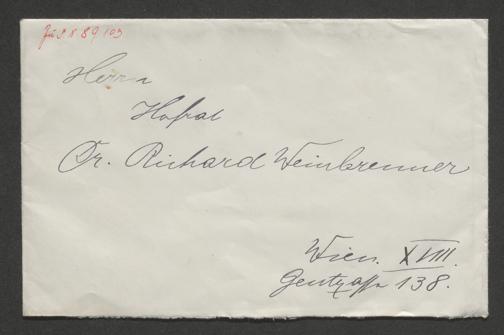 Herrn
Hofrat
Dr. Richard Weinbrenner
Wien. XVIII.
Gentzgasse 138.